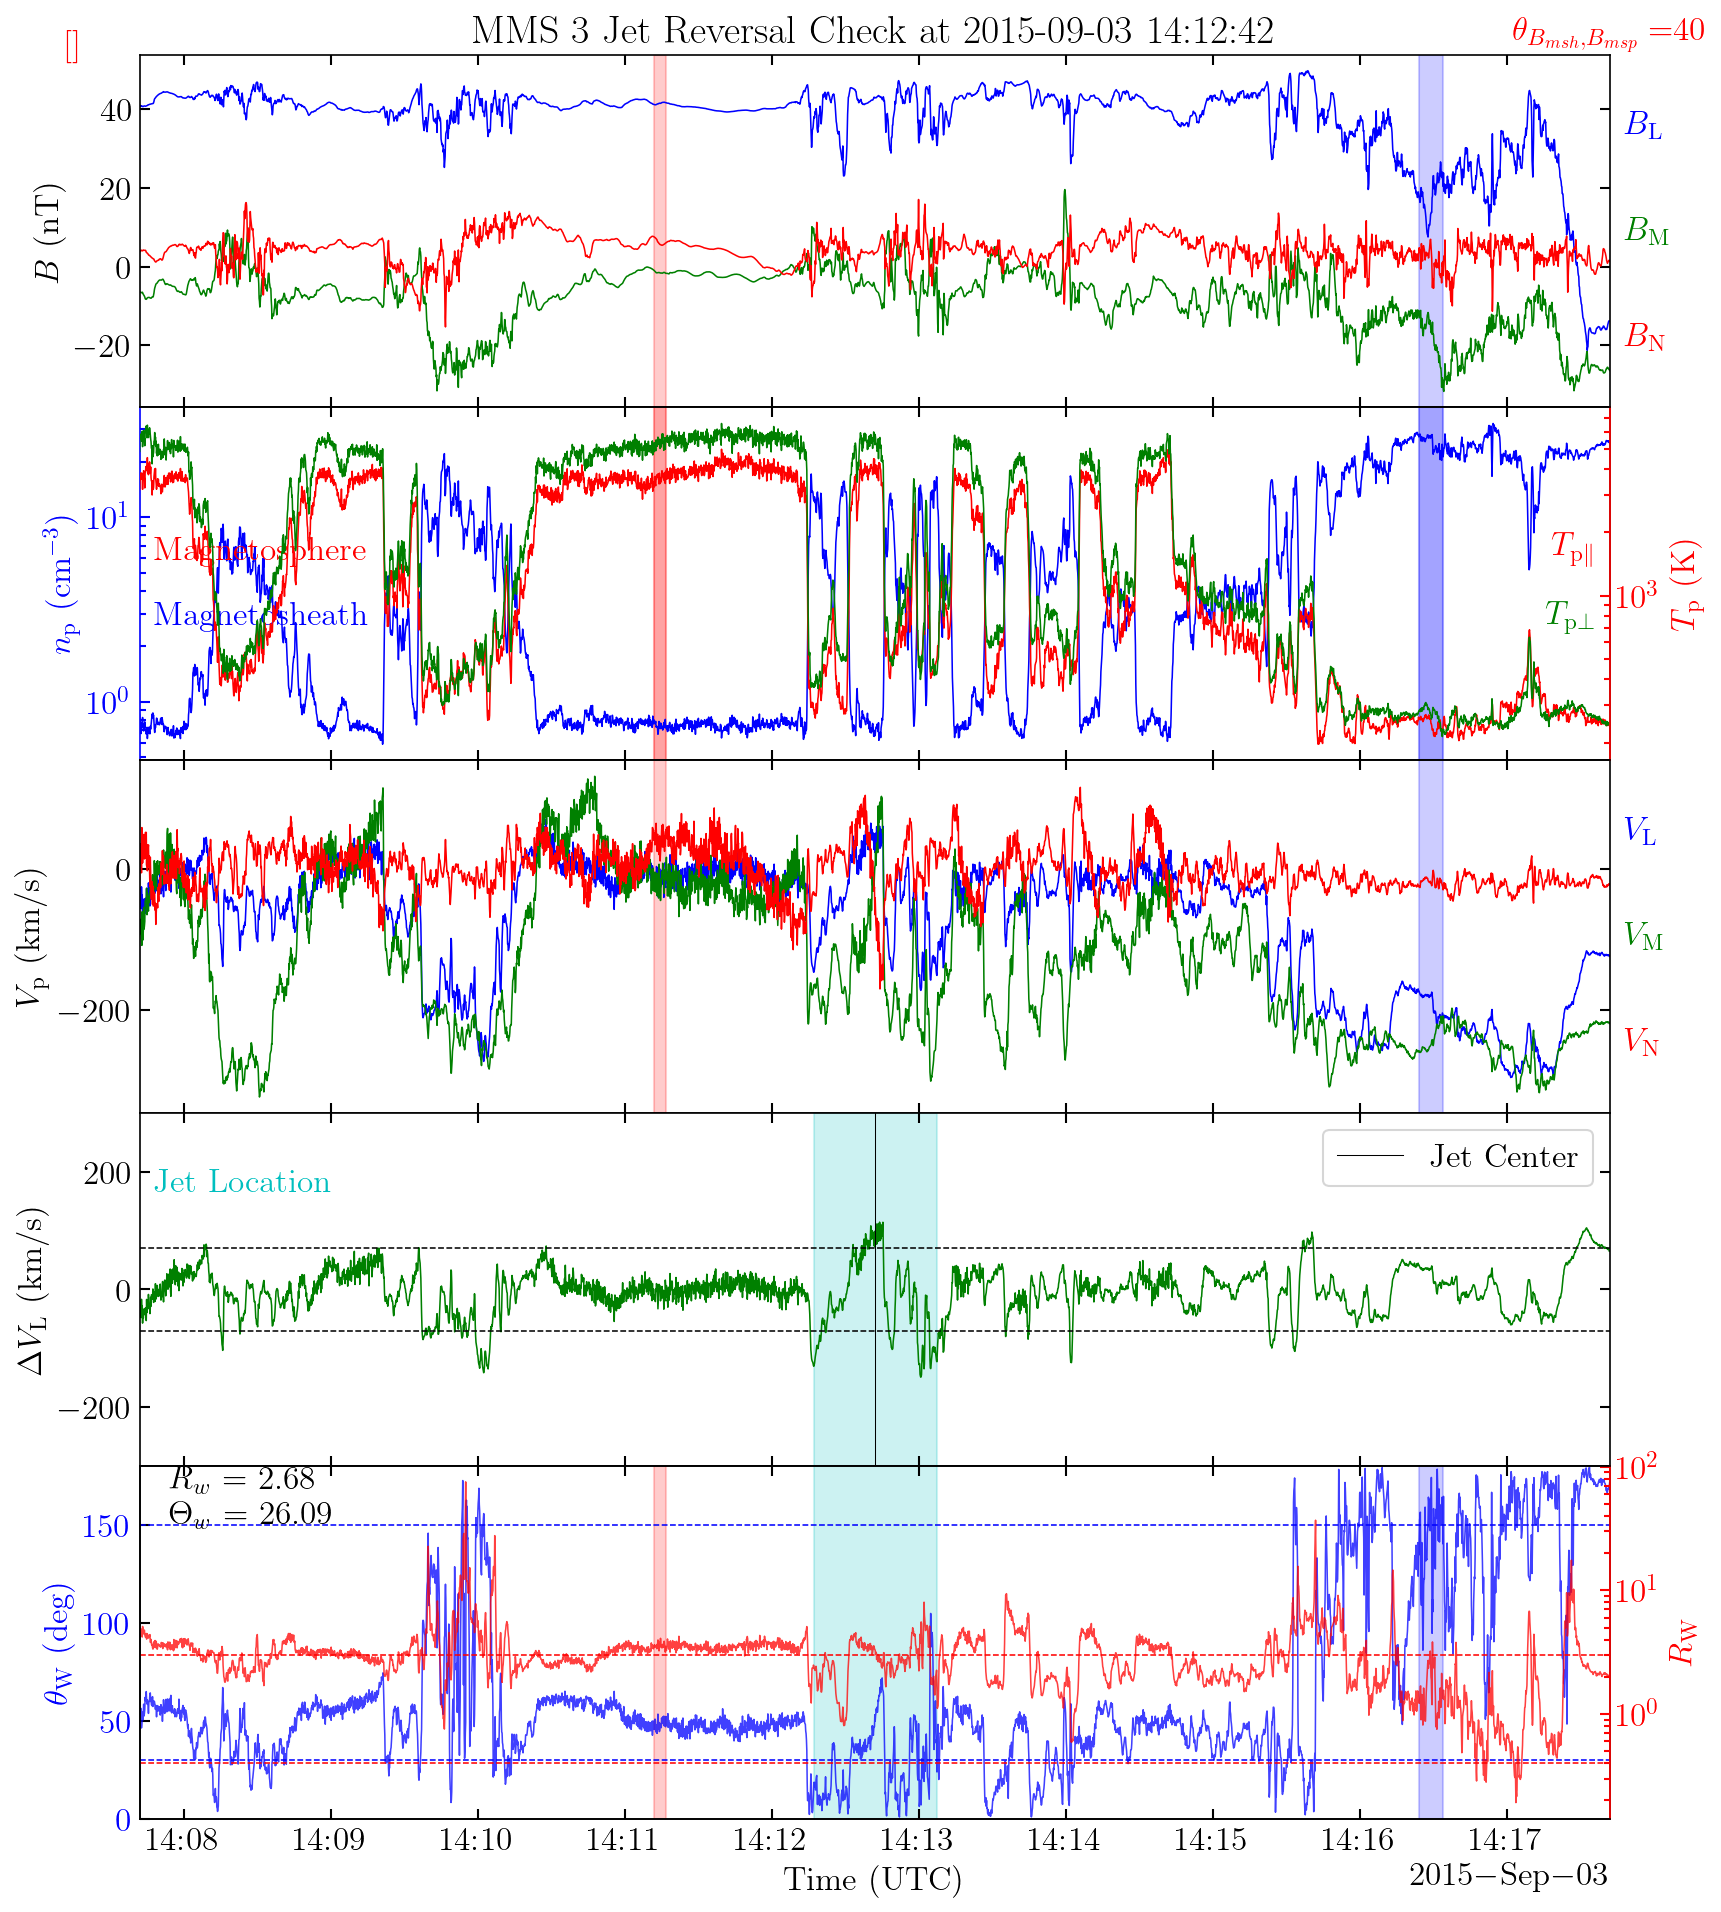 MMS 3 Jet Reversal Check at 2015-09-03 14:12:42
θ_{B_{msh},B_{msp}} =40
[]
40
20
0
−20
B (nT)
B_L
B_M
B_N
10^1
10^0
n_p (cm^{−3})
Magnetosphere
Magnetosheath
T_{p∥}
T_{p⊥}
10^3
T_p (K)
0
−200
V_p (km/s)
V_L
V_M
V_N
200
0
−200
ΔV_L (km/s)
Jet Location
Jet Center
R_w = 2.68
Θ_w = 26.09
150
100
50
0
θ_W (deg)
10^2
10^1
10^0
R_W
14:08 14:09 14:10 14:11 14:12 14:13 14:14 14:15 14:16 14:17
Time (UTC)
2015−Sep−03